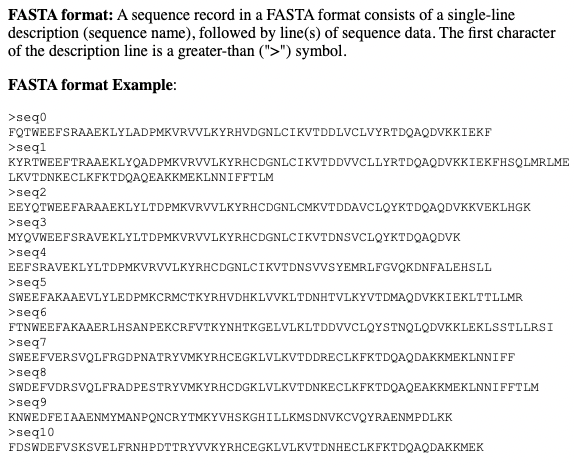 FASTA format: A sequence record in a FASTA format consists of a single-line
description (sequence name), followed by line(s) of sequence data. The first character
of the description line is a greater-than (">") symbol.
FASTA format Example:
>seq0
FQTWEEFSRAAEKLYLADPMKVRVVLKYRHVDGNLCIKVTDDLVCLVYRTDQAQDVKKIEKF
>seq1
KYRTWEEFTRAAEKLYQADPMKVRVVLKYRHCDGNLCIKVTDDVVCLLYRTDQAQDVKKIEKFHSQLMRLME
LKVTDNKECLKFKTDQAQEAKKMEKLNNIFFTLM
>seq2
EEYQTWEEFARAAEKLYLTDPMKVRVVLKYRHCDGNLCMKVTDDAVCLQYKTDQAQDVKKVEKLHGK
>seq3
MYQVWEEFSRAVEKLYLTDPMKVRVVLKYRHCDGNLCIKVTDNSVCLQYKTDQAQDVK
>seq4
EEFSRAVEKLYLTDPMKVRVVLKYRHCDGNLCIKVTDNSVVSYEMRLFGVQKDNFALEHSLL
>seq5
SWEEFAKAAEVLYLEDPMKCRMCTKYRHVDHKLVVKLTDNHTVLKYVTDMAQDVKKIEKLTTLLMR
>seq6
FTNWEEFAKAAERLHSANPEKCRFVTKYNHTKGELVLKLTDDVVCLQYSTNQLQDVKKLEKLSSTLLRSI
>seq7
SWEEFVERSVQLFRGDPNATRYVMKYRHCEGKLVLKVTDDRECLKFKTDQAQDAKKMEKLNNIFF
>seq8
SWDEFVDRSVQLFRADPESTRYVMKYRHCDGKLVLKVTDNKECLKFKTDQAQEAKKMEKLNNIFFTLM
>seq9
KNWEDFEIAAENMYMANPQNCRYTMKYVHSKGHILLKMSDNVKCVQYRAENMPDLKK
>seq10
FDSWDEFVSKSVELFRNHPDTTRYVVKYRHCEGKLVLKVTDNHECLKFKTDQAQDAKKMEK